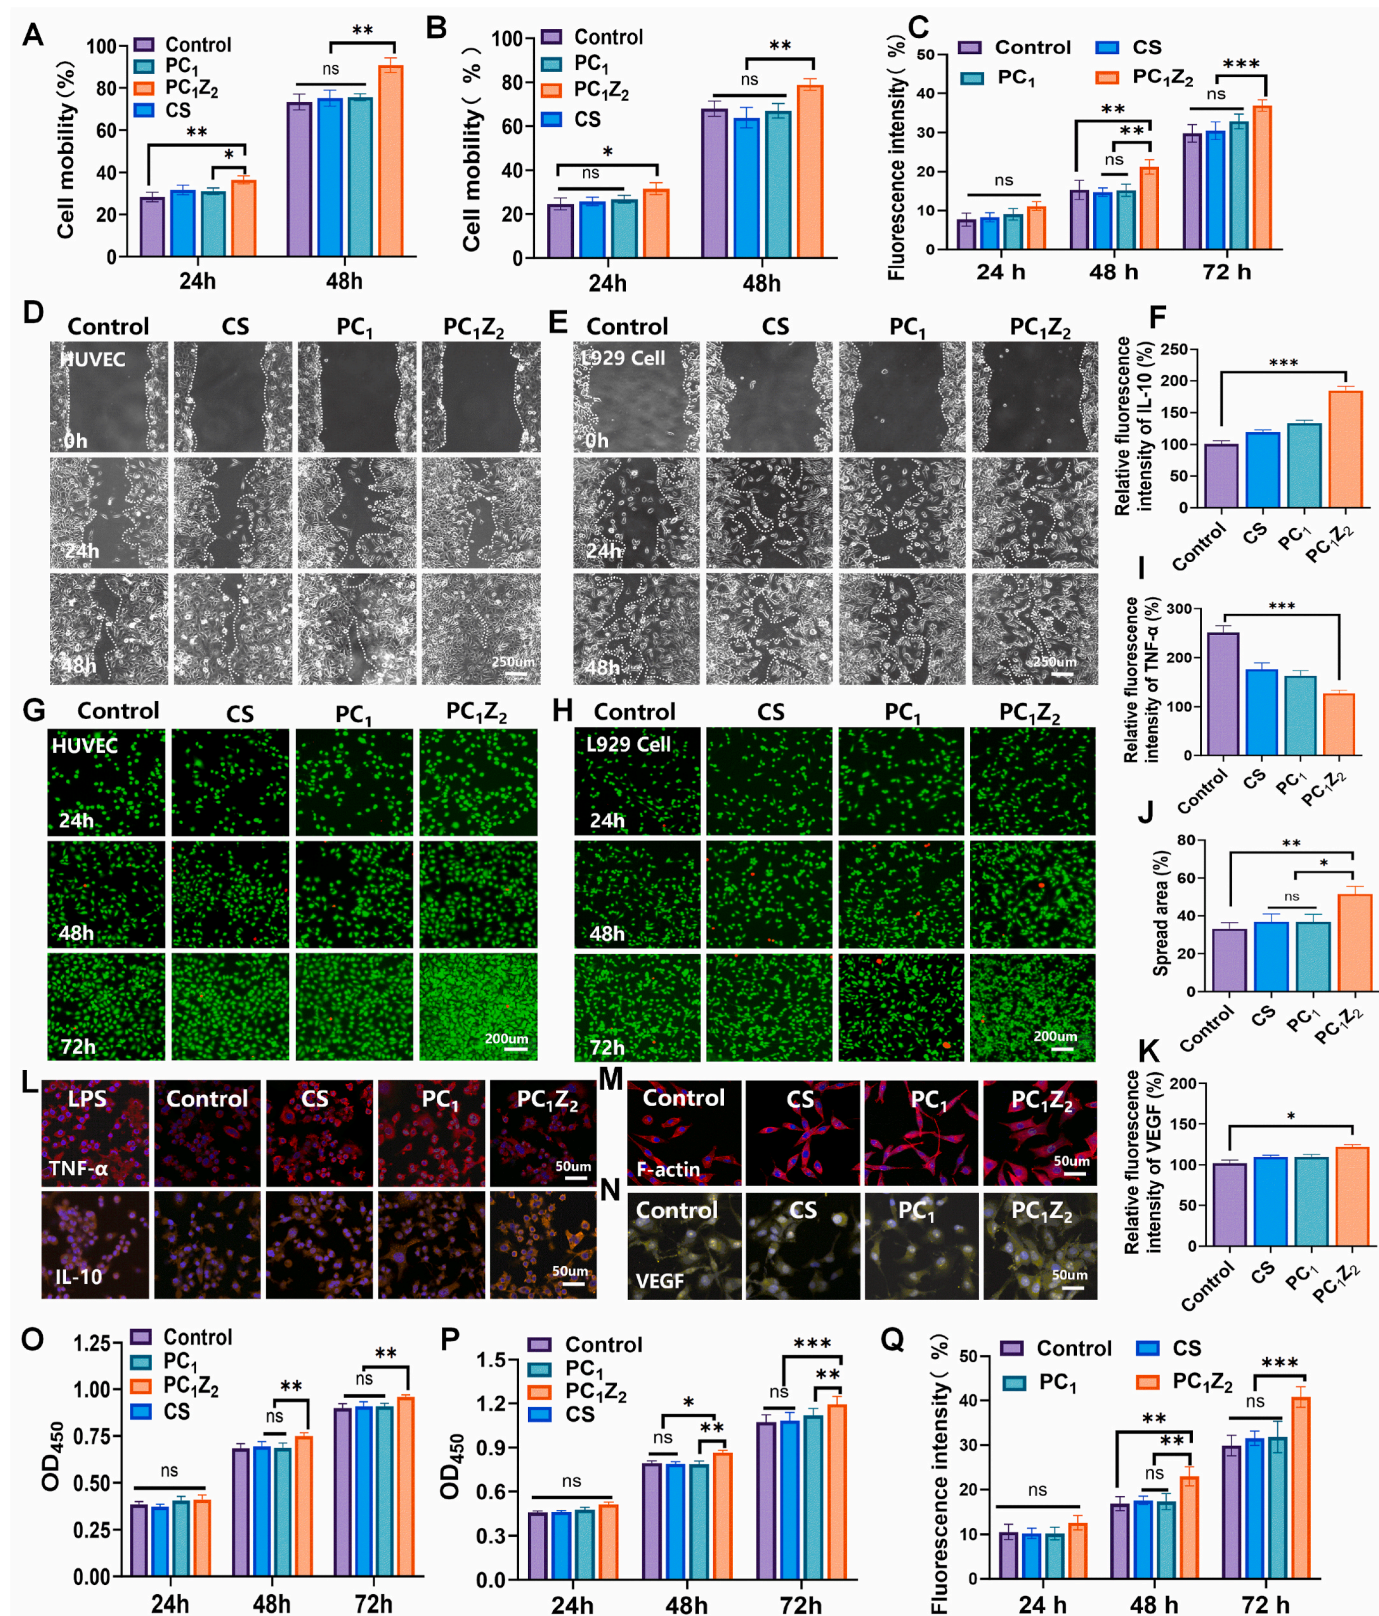 A
Cell mobility (%)
100
80
60
40
20
0
Control
PC₁
PC₁Z₂
CS
**
*
ns
**
24h
48h
B
Cell mobility ( % )
100
80
60
40
20
0
Control
PC₁
PC₁Z₂
CS
*
ns
ns
**
24h
48h
C
Fluorescence intensity ( %)
50
40
30
20
10
0
Control
CS
PC₁
PC₁Z₂
ns
**
**
ns
***
ns
24 h
48 h
72 h
D
Control
CS
PC₁
PC₁Z₂
HUVEC
0h
24h
48h
250um
E
Control
CS
PC₁
PC₁Z₂
L929 Cell
0h
24h
48h
250um
F
Relative fluorescence
intensity of IL-10 (%)
250
200
150
100
50
0
***
Control
CS
PC₁
PC₁Z₂
I
Relative fluorescence
intensity of TNF-α (%)
300
200
100
0
***
Control
CS
PC₁
PC₁Z₂
G
Control
CS
PC₁
PC₁Z₂
HUVEC
24h
48h
72h
200um
H
Control
CS
PC₁
PC₁Z₂
L929 Cell
24h
48h
72h
200um
J
Spread area (%)
80
60
40
20
0
**
*
ns
Control
CS
PC₁
PC₁Z₂
K
Relative fluorescence
intensity of VEGF (%)
200
150
100
50
0
*
Control
CS
PC₁
PC₁Z₂
L
LPS
Control
CS
PC₁
PC₁Z₂
TNF-α
50um
IL-10
50um
M
Control
CS
PC₁
PC₁Z₂
F-actin
50um
N
Control
CS
PC₁
PC₁Z₂
VEGF
50um
O
OD₄₅₀
1.25
1.00
0.75
0.50
0.25
0.00
Control
PC₁
PC₁Z₂
CS
ns
ns
**
ns
**
24h
48h
72h
P
OD₄₅₀
1.5
1.2
0.9
0.6
0.3
0.0
Control
PC₁
PC₁Z₂
CS
ns
*
ns
**
***
ns
**
24h
48h
72h
Q
Fluorescence intensity ( %)
50
40
30
20
10
0
Control
CS
PC₁
PC₁Z₂
ns
**
**
ns
***
ns
24 h
48 h
72 h